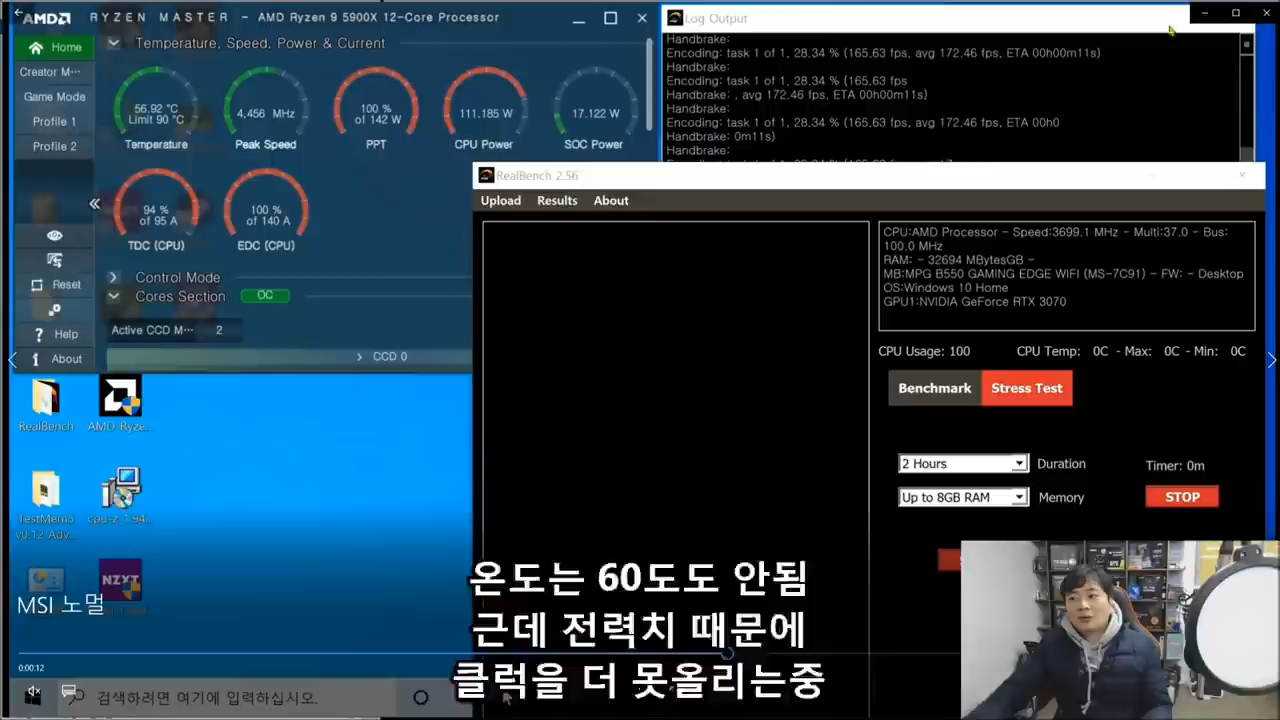 AMD RYZEN MASTER - AMD Ryzen 9 5900X 12-Core Processor
Home
Creator M···
Game Mode
Profile 1
Profile 2
Reset
Help
About
Temperature, Speed, Power & Current
56.92 °C
Limit 90 °C
Temperature
4,456 MHz
Peak Speed
100 %
of 142 W
PPT
111.185 W
CPU Power
17.122 W
SOC Power
94 %
of 95 A
TDC (CPU)
100 %
of 140 A
EDC (CPU)
Control Mode
Cores Section
OC
Active CCD M··· 2
CCD 0
Log Output
Handbrake:
Encoding: task 1 of 1, 28.34 % (165.63 fps, avg 172.46 fps, ETA 00h00m11s)
Handbrake:
Encoding: task 1 of 1, 28.34 % (165.63 fps
Handbrake: , avg 172.46 fps, ETA 00h00m11s)
Handbrake:
Encoding: task 1 of 1, 28.34 % (165.63 fps, avg 172.46 fps, ETA 00h0
Handbrake: 0m11s)
Handbrake:
RealBench 2.56
Upload Results About
CPU:AMD Processor - Speed:3699.1 MHz - Multi:37.0 - Bus:
100.0 MHz
RAM: - 32694 MBytesGB -
MB:MPG B550 GAMING EDGE WIFI (MS-7C91) - FW: - Desktop
OS:Windows 10 Home
GPU1:NVIDIA GeForce RTX 3070
CPU Usage: 100 CPU Temp: 0C - Max: 0C - Min: 0C
Benchmark Stress Test
2 Hours Duration Timer: 0m
Up to 8GB RAM Memory STOP
RealBench
AMD-Ryze...
TestMem5
v0.12 Adv...
cpu-z_1.94...
NZXT
MSI 노멀
온도는 60도도 안됨
근데 전력치 때문에
클럭을 더 못올리는중
0:00:12
검색하려면 여기에 입력하십시오.